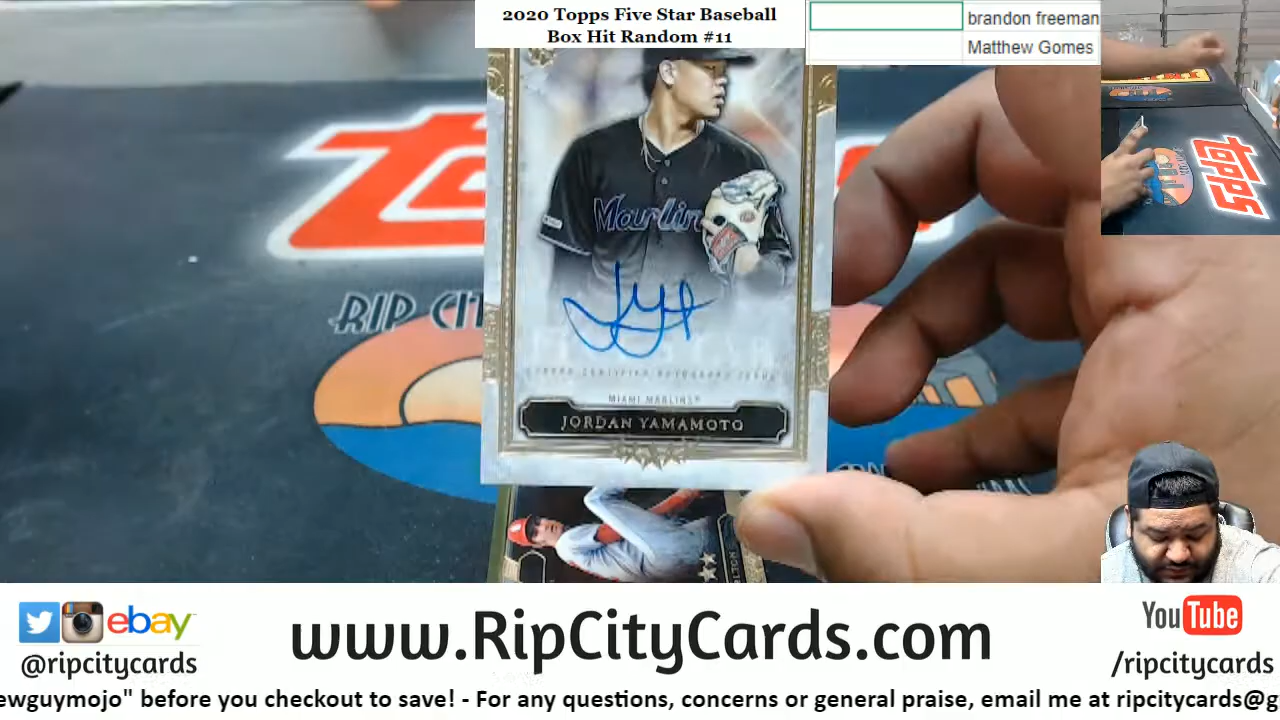 2020 Topps Five Star Baseball
Box Hit Random #11
brandon freeman
Matthew Gomes
topps
RIP CIT
Marlin
MIAMI MARLINS
JORDAN YAMAMOTO
ebay
@ripcitycards
www.RipCityCards.com
YouTube
/ripcitycards
ewguymojo" before you checkout to save! - For any questions, concerns or general praise, email me at ripcitycards@g